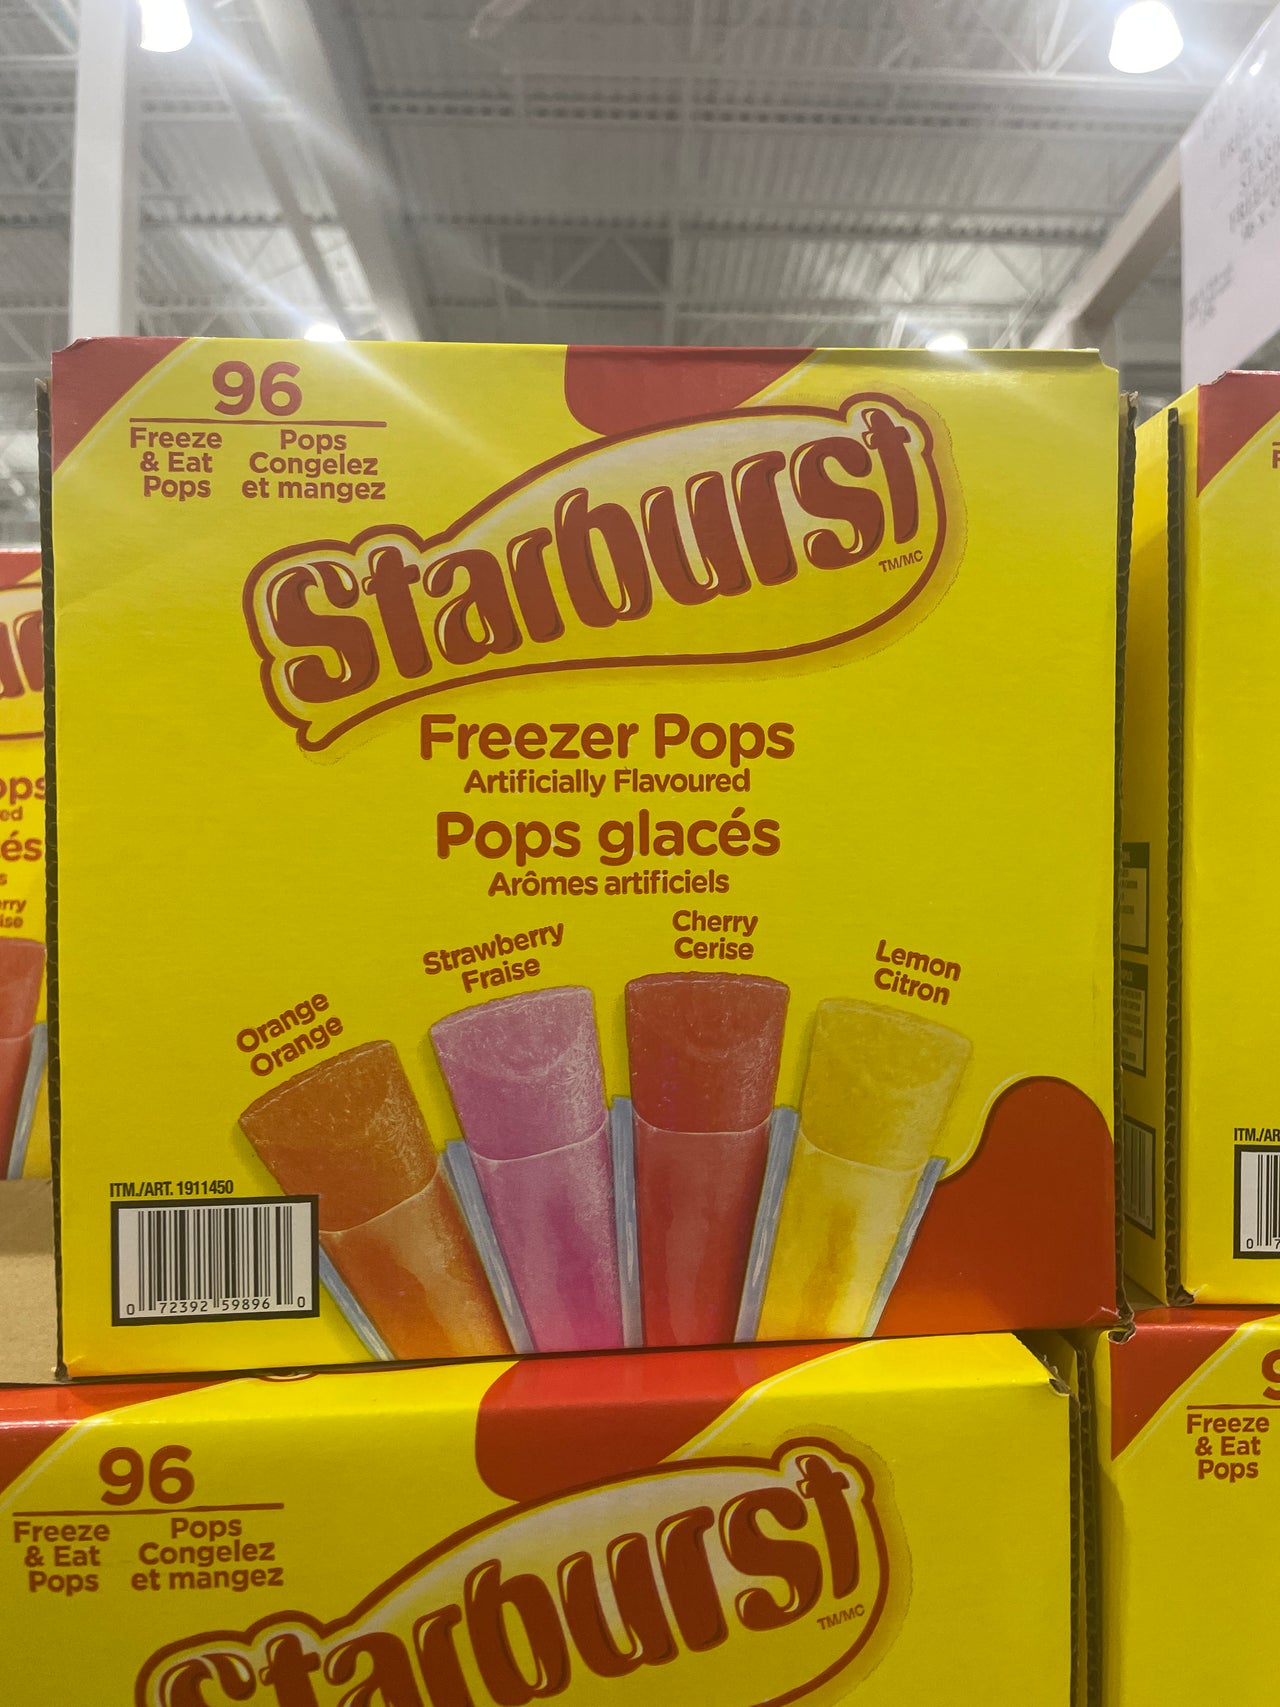 96
Freeze
& Eat
Pops
Pops
Congelez
et mangez
Starburst
TM/MC
Freezer Pops
Artificially Flavoured
Pops glacés
Arômes artificiels
Orange
Orange
Strawberry
Fraise
Cherry
Cerise
Lemon
Citron
ITM./ART. 1911450
0 72392 59896 0
96
Freeze
& Eat
Pops
Pops
Congelez
et mangez
Starburst
TM/MC
Freeze
& Eat
Pops